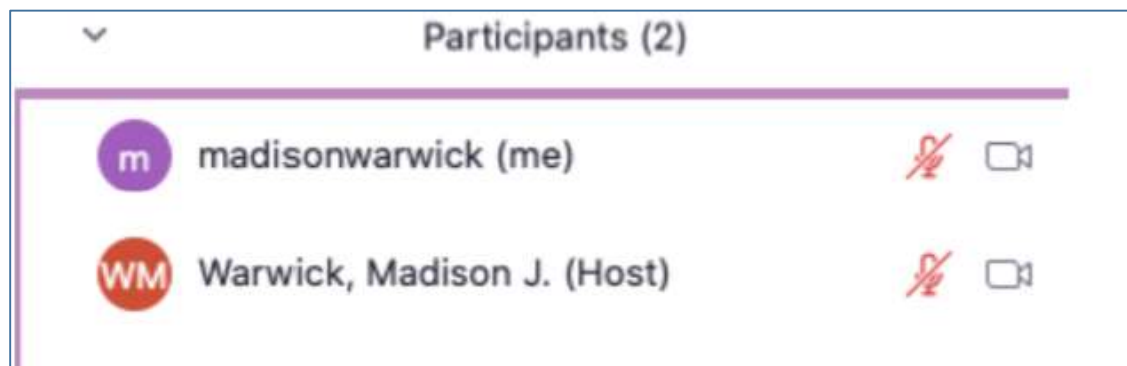 Participants (2)
m madisonwarwick (me)
WM Warwick, Madison J. (Host)